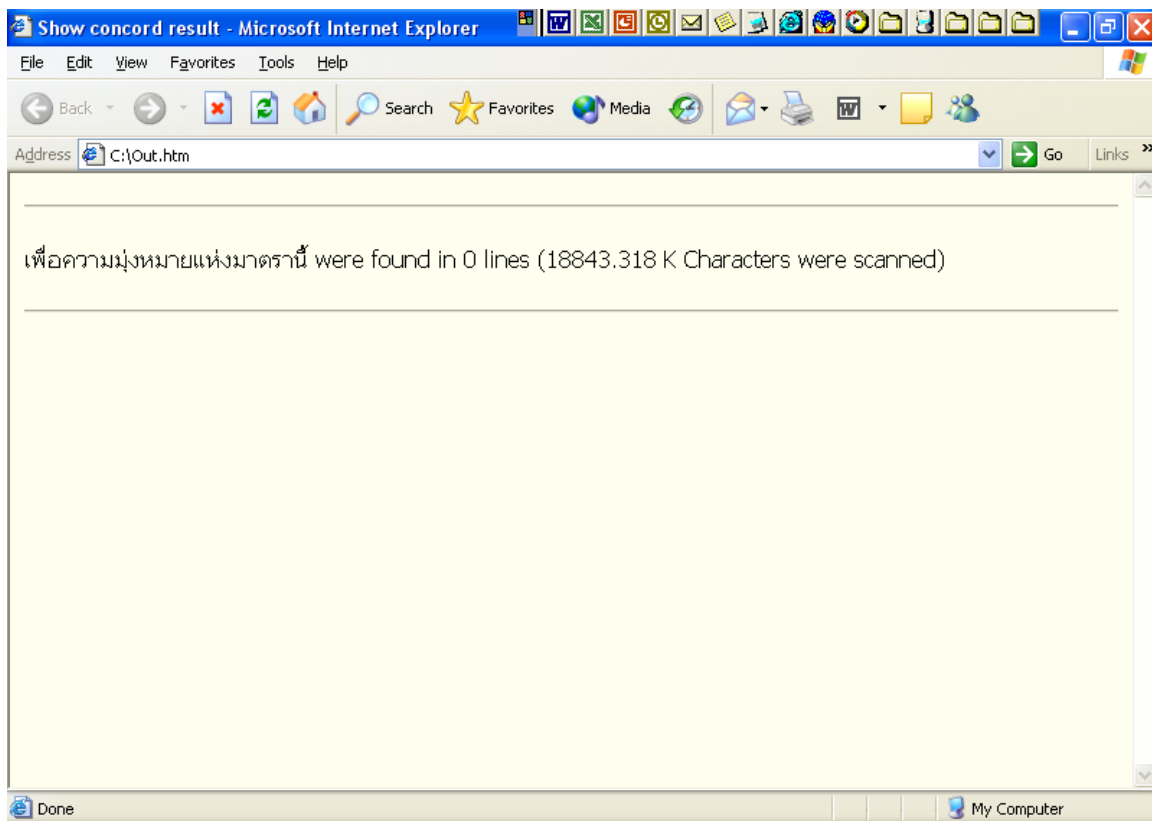 Show concord result - Microsoft Internet Explorer
File Edit View Favorites Tools Help
Back Search Favorites Media
Address C:\Out.htm Go Links »
เพื่อความมุ่งหมายแห่งมาตรานี้ were found in 0 lines (18843.318 K Characters were scanned)
Done My Computer